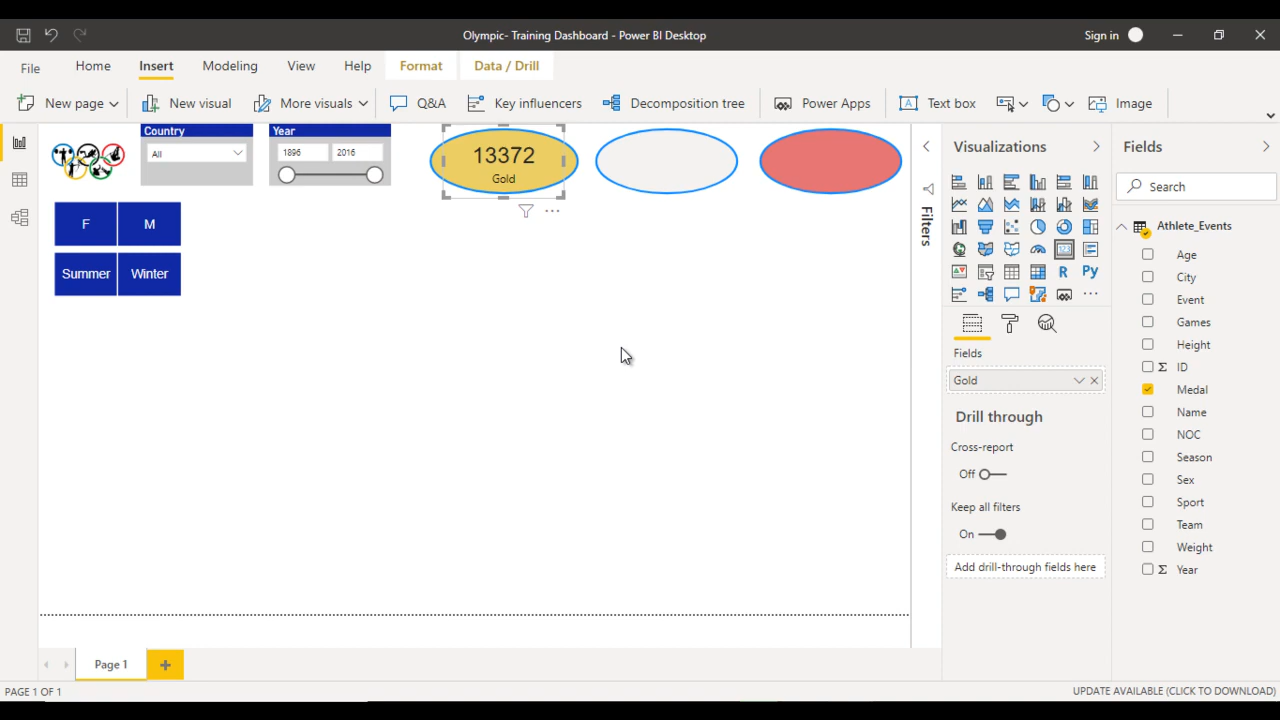 Olympic- Training Dashboard - Power BI Desktop
Sign in
File Home Insert Modeling View Help Format Data / Drill
New page New visual More visuals Q&A Key influencers Decomposition tree Power Apps Text box Image
Country
All
Year
1896 2016
13372
Gold
F M
Summer Winter
Filters
Visualizations
R Py
123
Fields
Gold
Drill through
Cross-report
Off
Keep all filters
On
Add drill-through fields here
Fields
Search
Athlete_Events
Age
City
Event
Games
Height
Σ ID
Medal
Name
NOC
Season
Sex
Sport
Team
Weight
Σ Year
Page 1
PAGE 1 OF 1
UPDATE AVAILABLE (CLICK TO DOWNLOAD)